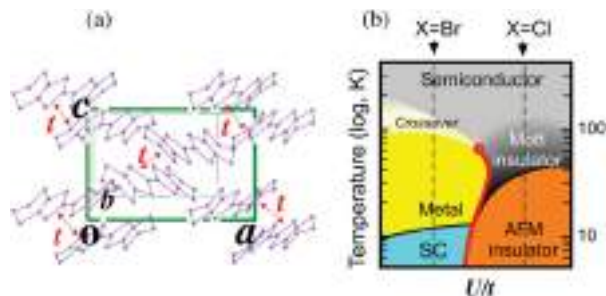 (a)
c
t
t
t
b
t
t
o
a
(b)
X=Br
X=Cl
Temperature (log, K)
Semiconductor
Crossover
100
Mott
insulator
Metal
SC
AFM
insulator
10
U/t